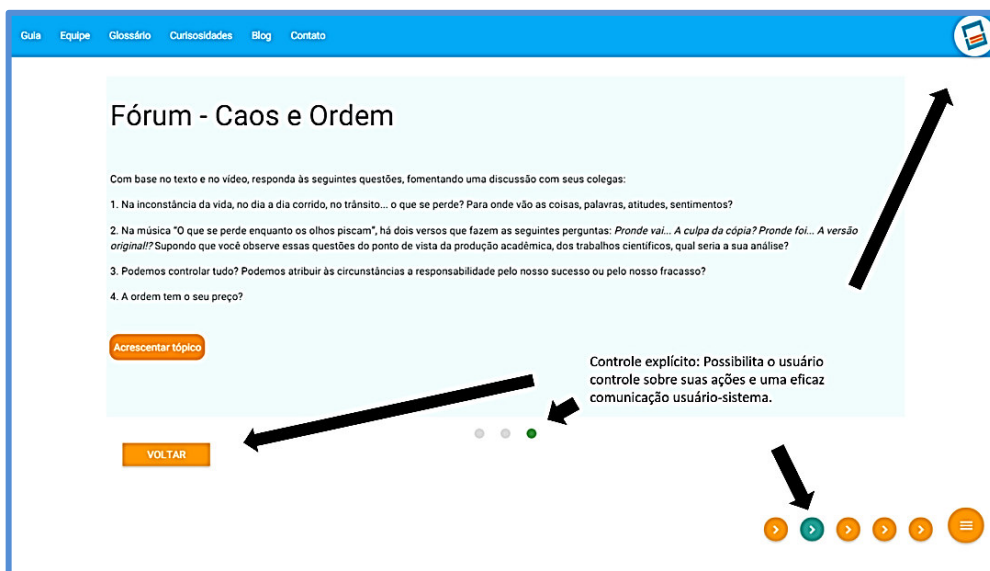 Guia Equipe Glossário Curisosidades Blog Contato
Fórum - Caos e Ordem
Com base no texto e no vídeo, responda às seguintes questões, fomentando uma discussão com seus colegas:
1. Na inconstância da vida, no dia a dia corrido, no trânsito... o que se perde? Para onde vão as coisas, palavras, atitudes, sentimentos?
2. Na música "O que se perde enquanto os olhos piscam", há dois versos que fazem as seguintes perguntas: Pronde vai... A culpa da cópia? Pronde foi... A versão
original!? Supondo que você observe essas questões do ponto de vista da produção acadêmica, dos trabalhos científicos, qual seria a sua análise?
3. Podemos controlar tudo? Podemos atribuir às circunstâncias a responsabilidade pelo nosso sucesso ou pelo nosso fracasso?
4. A ordem tem o seu preço?
Acrescentar tópico
Controle explícito: Possibilita o usuário
controle sobre suas ações e uma eficaz
comunicação usuário-sistema.
VOLTAR